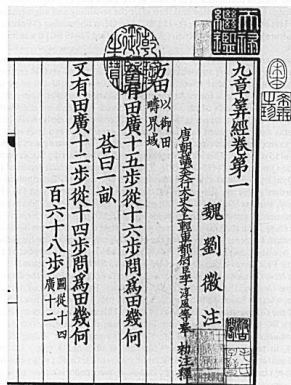 九章筭經卷第一
魏劉徽注
唐朝議大夫行太史令上輕車都尉臣李淳風等奉勑注釋
方田以御田疇界域
今有田廣十五步從十六步問爲田幾何
荅曰一畝
又有田廣十二步從十四步問爲田幾何
百六十八步圖從十四廣十二